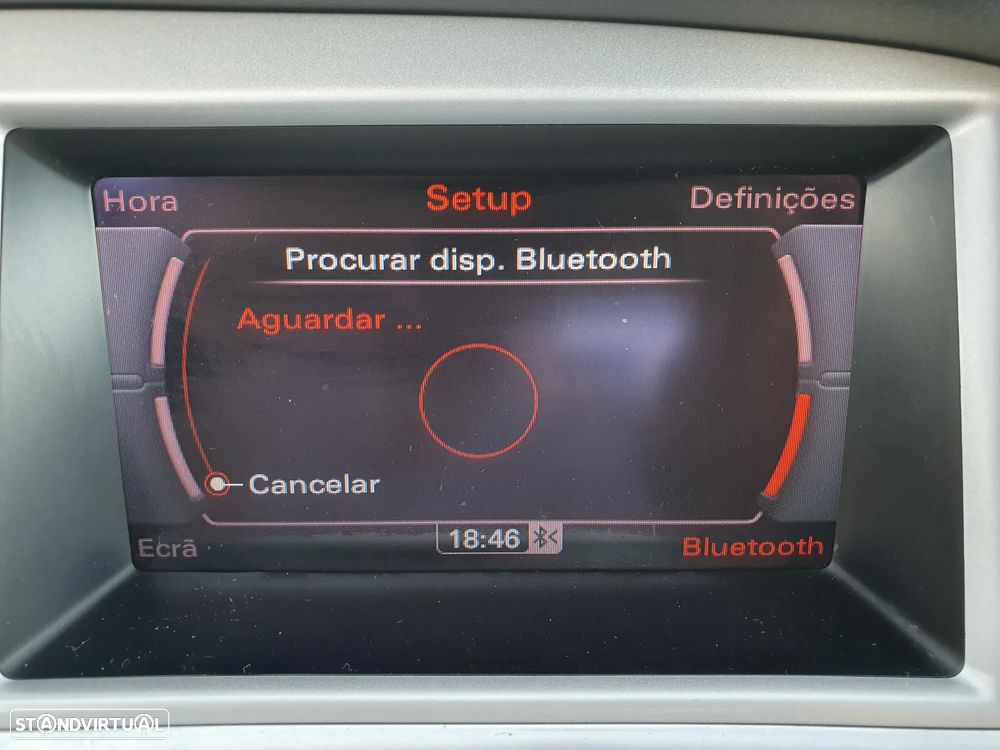 Hora
Setup
Definições
Procurar disp. Bluetooth
Aguardar ...
Cancelar
Ecrã
18:46
Bluetooth
STANDVIRTUAL